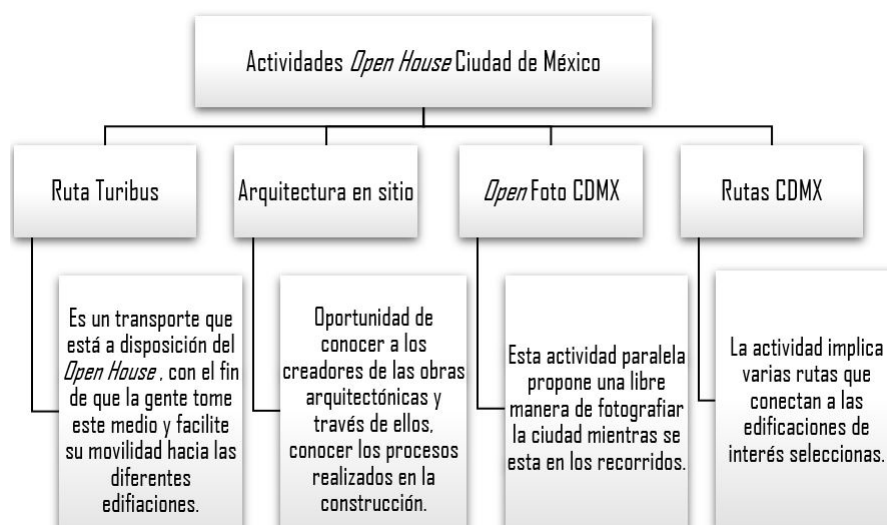 Actividades Open House Ciudad de México
Ruta Turibus
Arquitectura en sitio
Open Foto CDMX
Rutas CDMX
Es un transporte que
está a disposición del
Open House , con el fin
de que la gente tome
este medio y facilite
su movilidad hacia las
diferentes
edifiaciones.
Oportunidad de
conocer a los
creadores de las obras
arquitectónicas y
través de ellos,
conocer los procesos
realizados en la
construcción.
Esta actividad paralela
propone una libre
manera de fotografiar
la ciudad mientras se
esta en los recorridos.
La actividad implica
varias rutas que
conectan a las
edificaciones de
interés seleccionas.